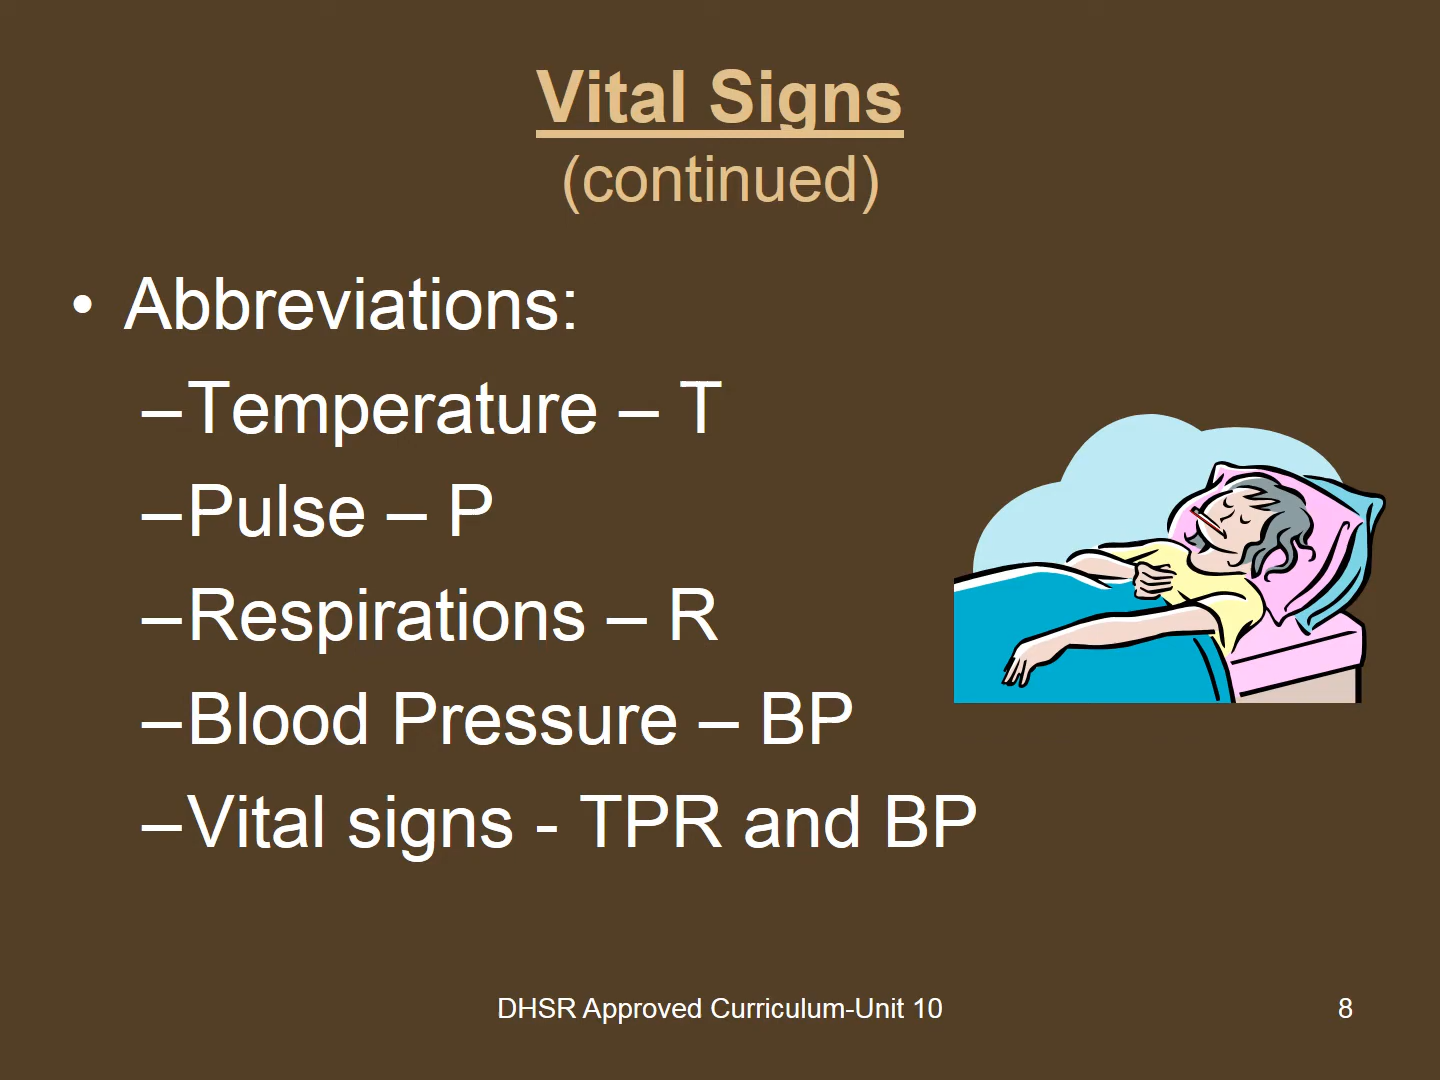 Vital Signs
(continued)
• Abbreviations:
–Temperature – T
–Pulse – P
–Respirations – R
–Blood Pressure – BP
–Vital signs - TPR and BP
DHSR Approved Curriculum-Unit 10
8